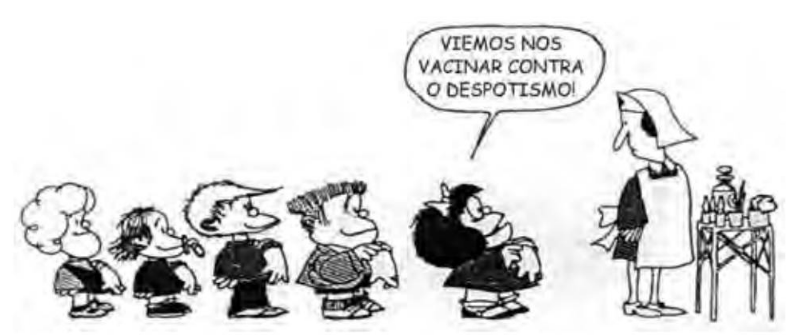 VIEMOS NOS
VACINAR CONTRA
O DESPOTISMO!